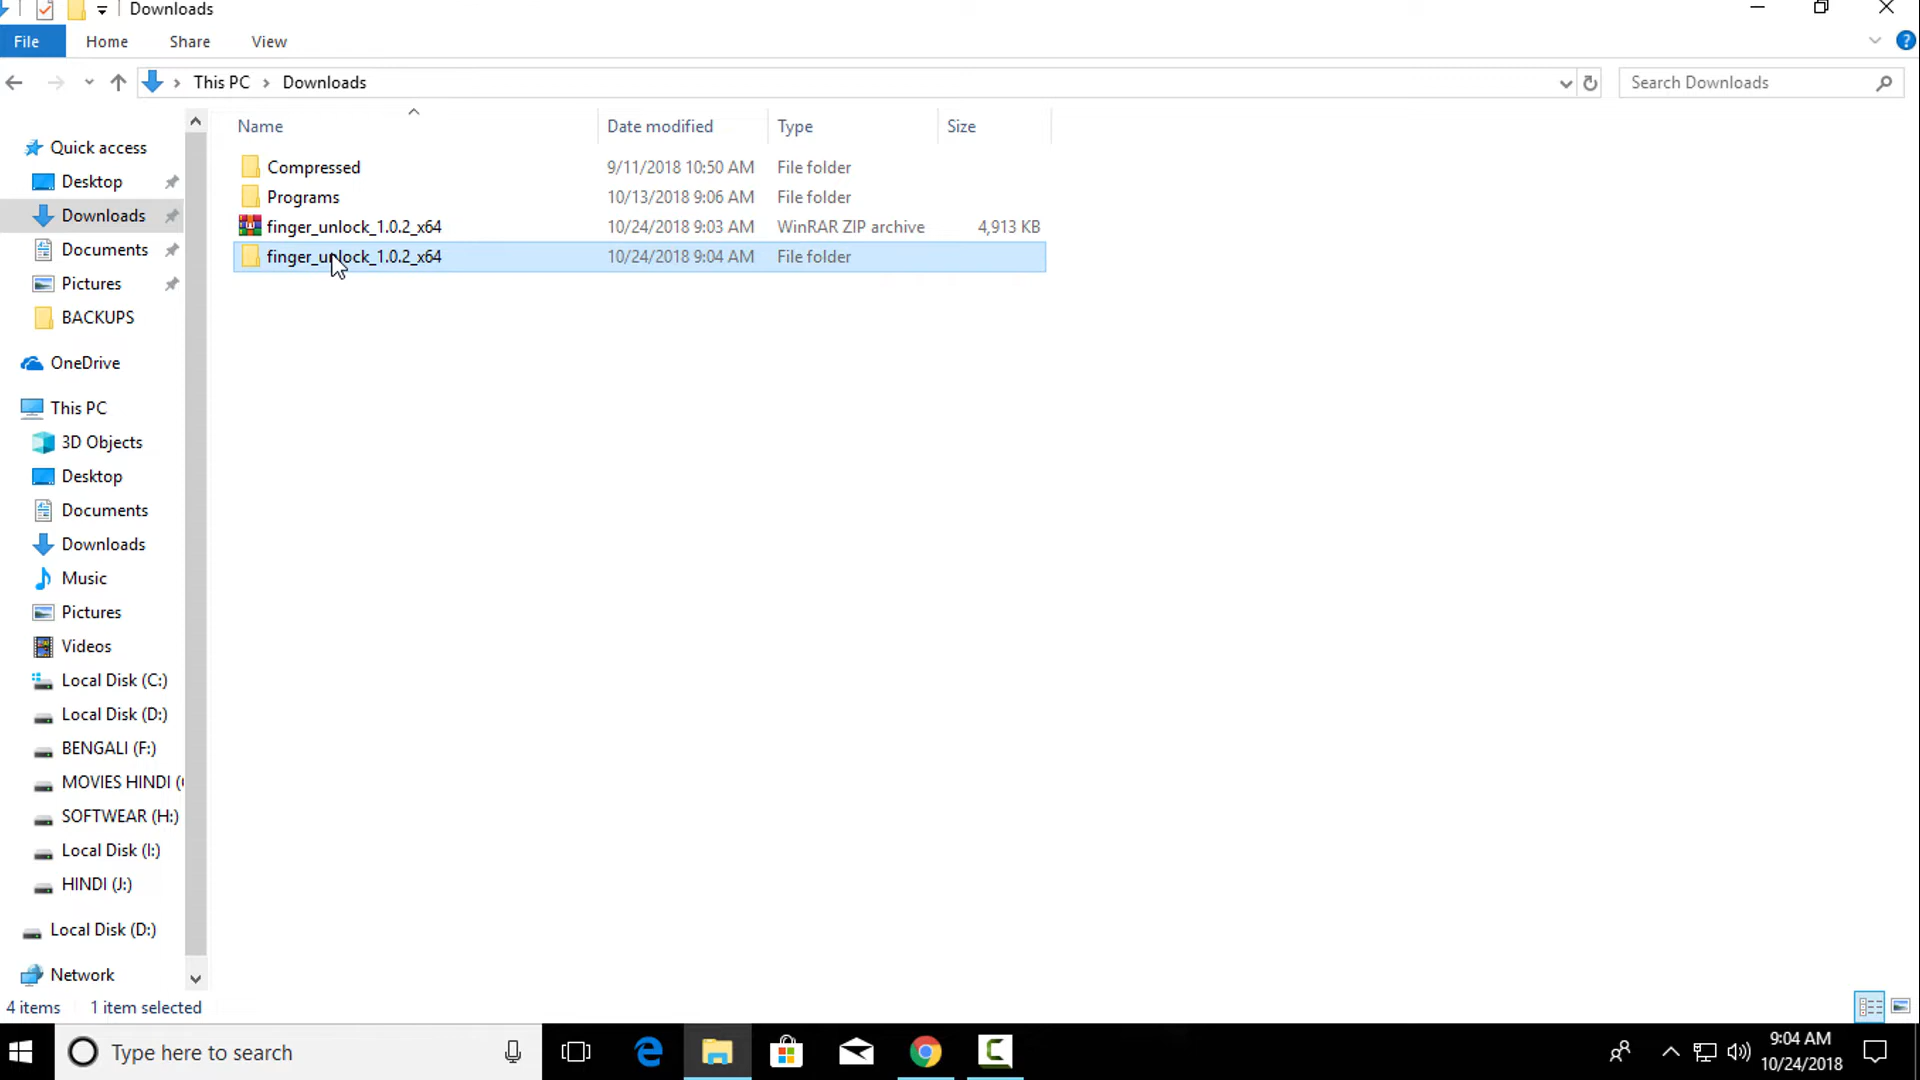 Downloads
File Home Share View
This PC Downloads Search Downloads
Name Date modified Type Size
Compressed 9/11/2018 10:50 AM File folder
Programs 10/13/2018 9:06 AM File folder
finger_unlock_1.0.2_x64 10/24/2018 9:03 AM WinRAR ZIP archive 4,913 KB
finger_unlock_1.0.2_x64 10/24/2018 9:04 AM File folder
Quick access
Desktop
Downloads
Documents
Pictures
BACKUPS
OneDrive
This PC
3D Objects
Desktop
Documents
Downloads
Music
Pictures
Videos
Local Disk (C:)
Local Disk (D:)
BENGALI (F:)
MOVIES HINDI (
SOFTWEAR (H:)
Local Disk (I:)
HINDI (J:)
Local Disk (D:)
Network
4 items 1 item selected
Type here to search
9:04 AM
10/24/2018